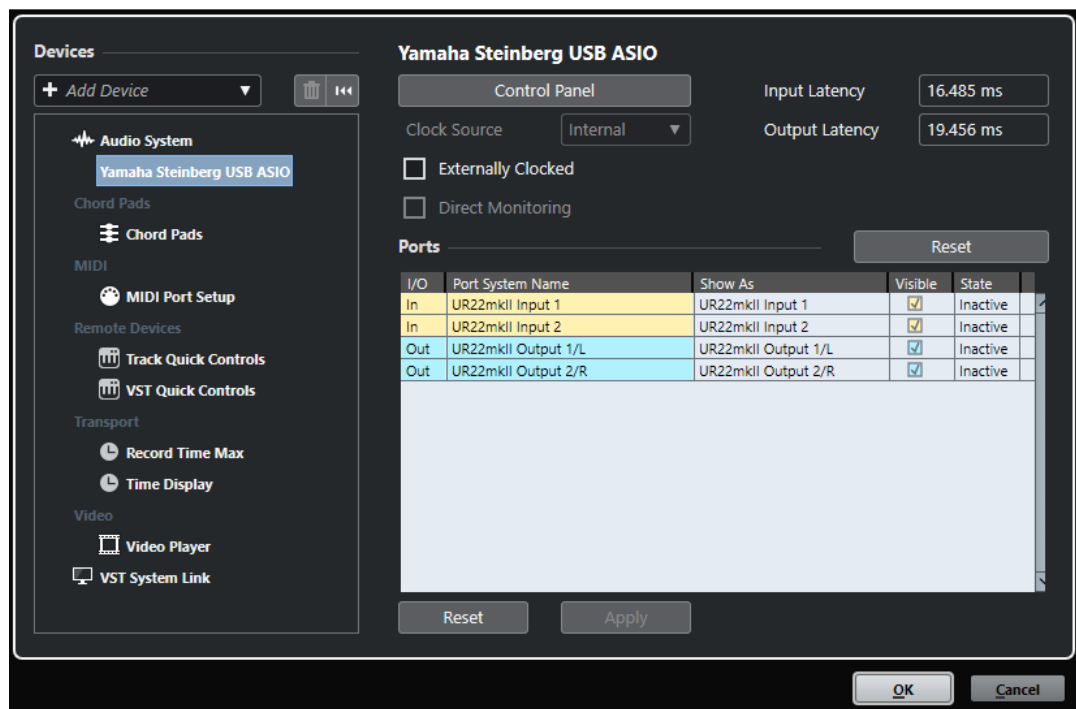 Devices
Add Device
Audio System
Yamaha Steinberg USB ASIO
Chord Pads
Chord Pads
MIDI
MIDI Port Setup
Remote Devices
Track Quick Controls
VST Quick Controls
Transport
Record Time Max
Time Display
Video
Video Player
VST System Link
Yamaha Steinberg USB ASIO
Control Panel
Input Latency 16.485 ms
Clock Source Internal
Output Latency 19.456 ms
Externally Clocked
Direct Monitoring
Ports
Reset
I/O Port System Name Show As Visible State
In UR22mkII Input 1 UR22mkII Input 1 Inactive
In UR22mkII Input 2 UR22mkII Input 2 Inactive
Out UR22mkII Output 1/L UR22mkII Output 1/L Inactive
Out UR22mkII Output 2/R UR22mkII Output 2/R Inactive
Reset Apply
OK Cancel